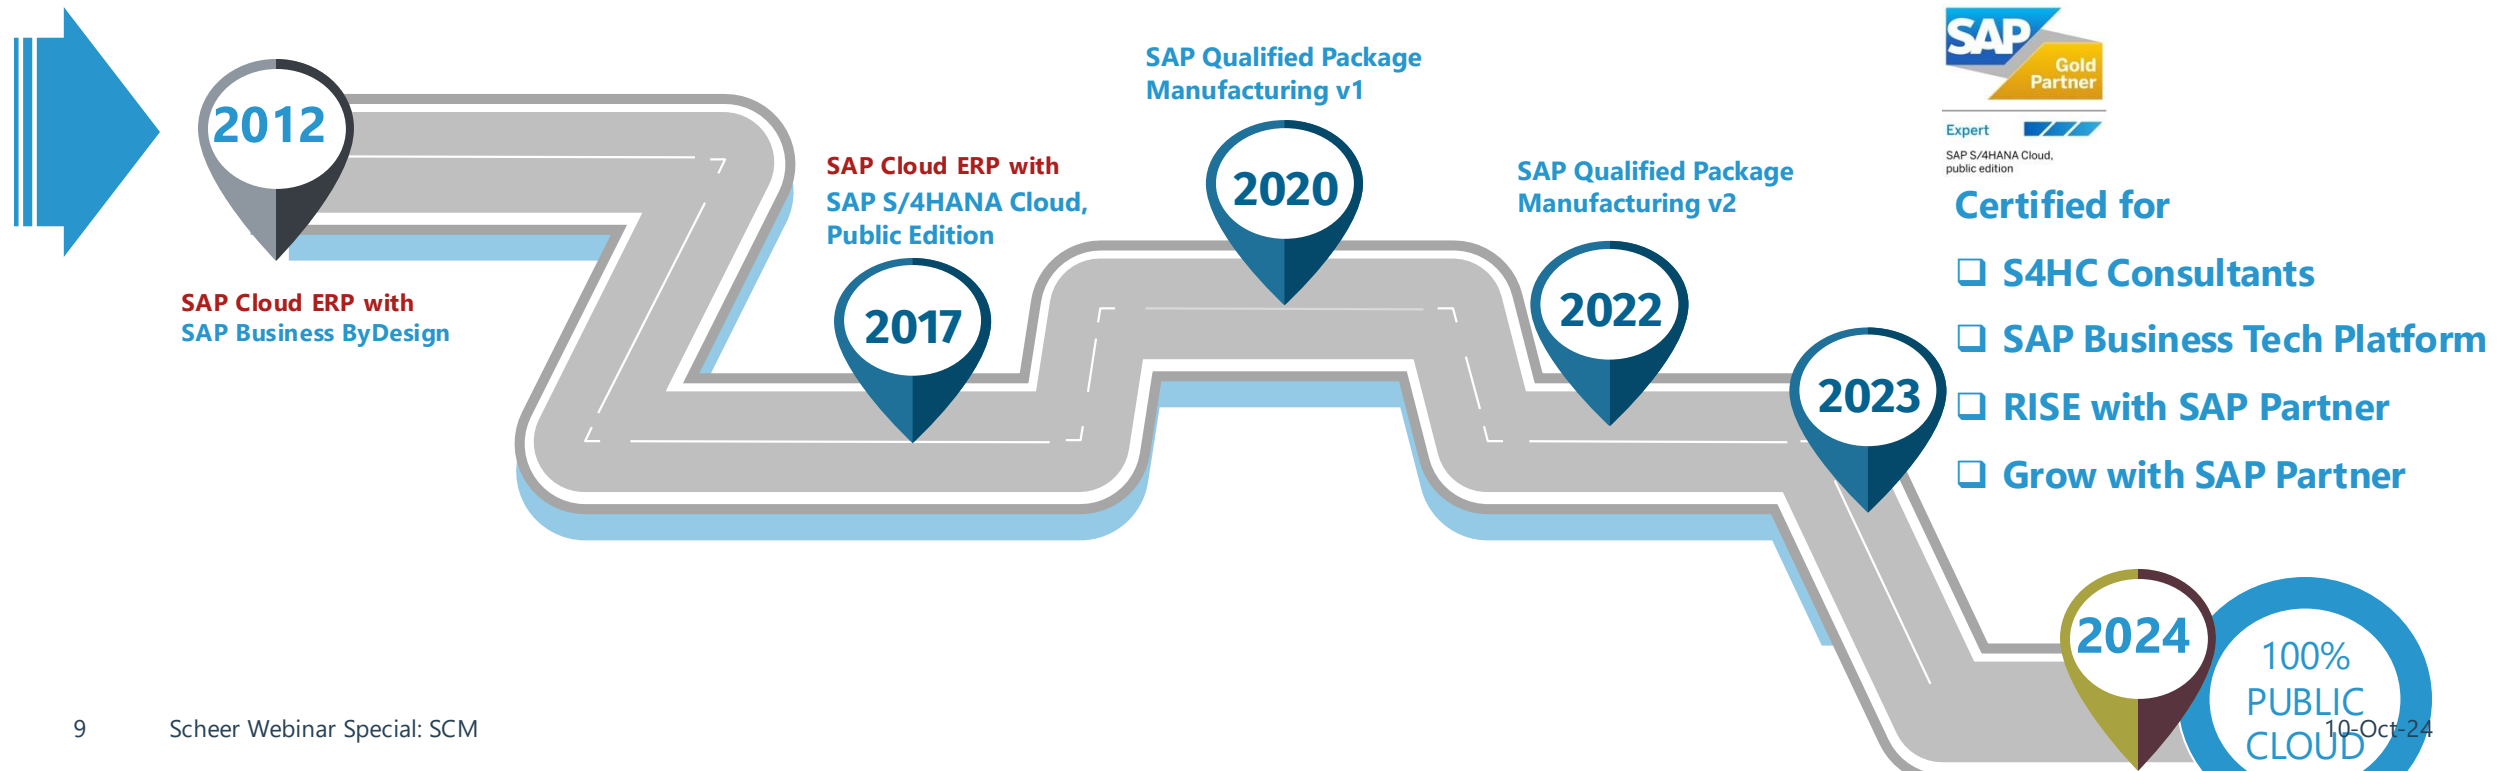 2012
SAP Cloud ERP with
SAP Business ByDesign
SAP Cloud ERP with
SAP S/4HANA Cloud,
Public Edition
2017
SAP Qualified Package
Manufacturing v1
2020
SAP Qualified Package
Manufacturing v2
2022
2023
SAP
Gold
Partner
Expert
SAP S/4HANA Cloud,
public edition
Certified for
❑ S4HC Consultants
❑ SAP Business Tech Platform
❑ RISE with SAP Partner
❑ Grow with SAP Partner
2024
100%
PUBLIC
CLOUD
9
Scheer Webinar Special: SCM
10-Oct-24